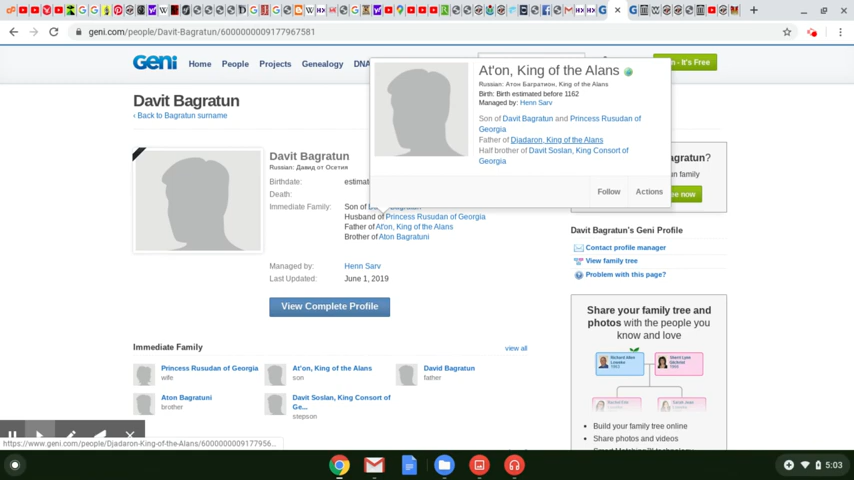 geni.com/people/Davit-Bagratun/6000000009177967581
Geni
Home People Projects Genealogy DNA
n - It's Free
Davit Bagratun
‹ Back to Bagratun surname
At'on, King of the Alans
Russian: Атон Багратион, King of the Alans
Birth: Birth estimated before 1162
Managed by: Henn Sarv
Son of Davit Bagratun and Princess Rusudan of
Georgia
Father of Djadaron, King of the Alans
Half brother of Davit Soslan, King Consort of
Georgia
Follow Actions
Davit Bagratun
Russian: Давид от Осетия
Birthdate: estimat
Death:
Immediate Family: Son of
Husband of Princess Rusudan of Georgia
Father of At'on, King of the Alans
Brother of Aton Bagratuni
Managed by: Henn Sarv
Last Updated: June 1, 2019
View Complete Profile
agratun?
n family
ee now
Davit Bagratun's Geni Profile
Contact profile manager
View family tree
Problem with this page?
Immediate Family view all
Princess Rusudan of Georgia
wife
At'on, King of the Alans
son
David Bagratun
father
Aton Bagratuni
brother
Davit Soslan, King Consort of
Ge...
stepson
Share your family tree and
photos with the people you
know and love
Build your family tree online
Share photos and videos
https://www.geni.com/people/Djadaron-King-of-the-Alans/6000000009177956...
5:03